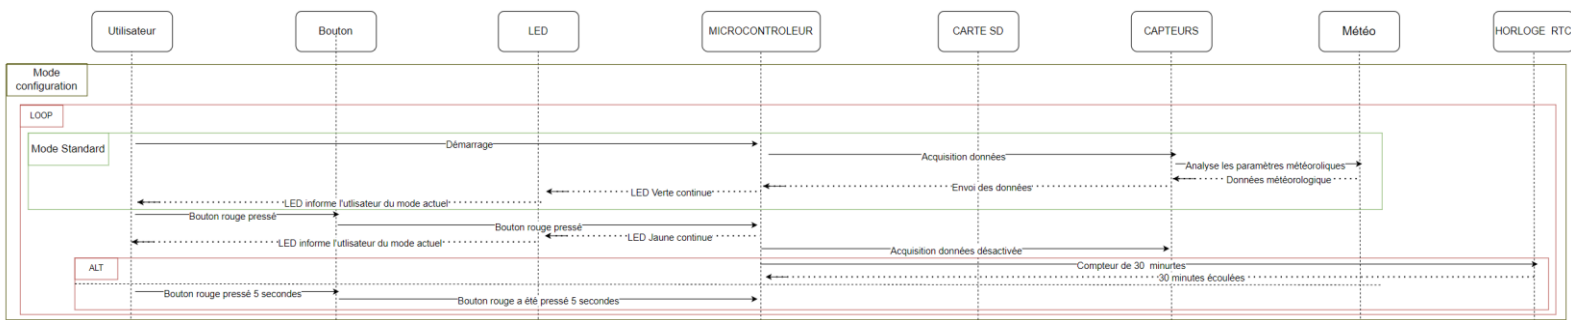 Utilisateur
Bouton
LED
MICROCONTROLEUR
CARTE SD
CAPTEURS
Météo
HORLOGE RTC
Mode
configuration
LOOP
Mode Standard
Démarrage
Acquisition données
Analyse les paramètres météoroliques
Données météorologique
Envoi des données
LED Verte continue
LED informe l'utlisateur du mode actuel
Bouton rouge pressé
Bouton rouge pressé
LED Jaune continue
LED informe l'utlisateur du mode actuel
Acquisition données désactivée
ALT
Compteur de 30 minurtes
30 minutes écoulées
Bouton rouge pressé 5 secondes
Bouton rouge a été pressé 5 secondes